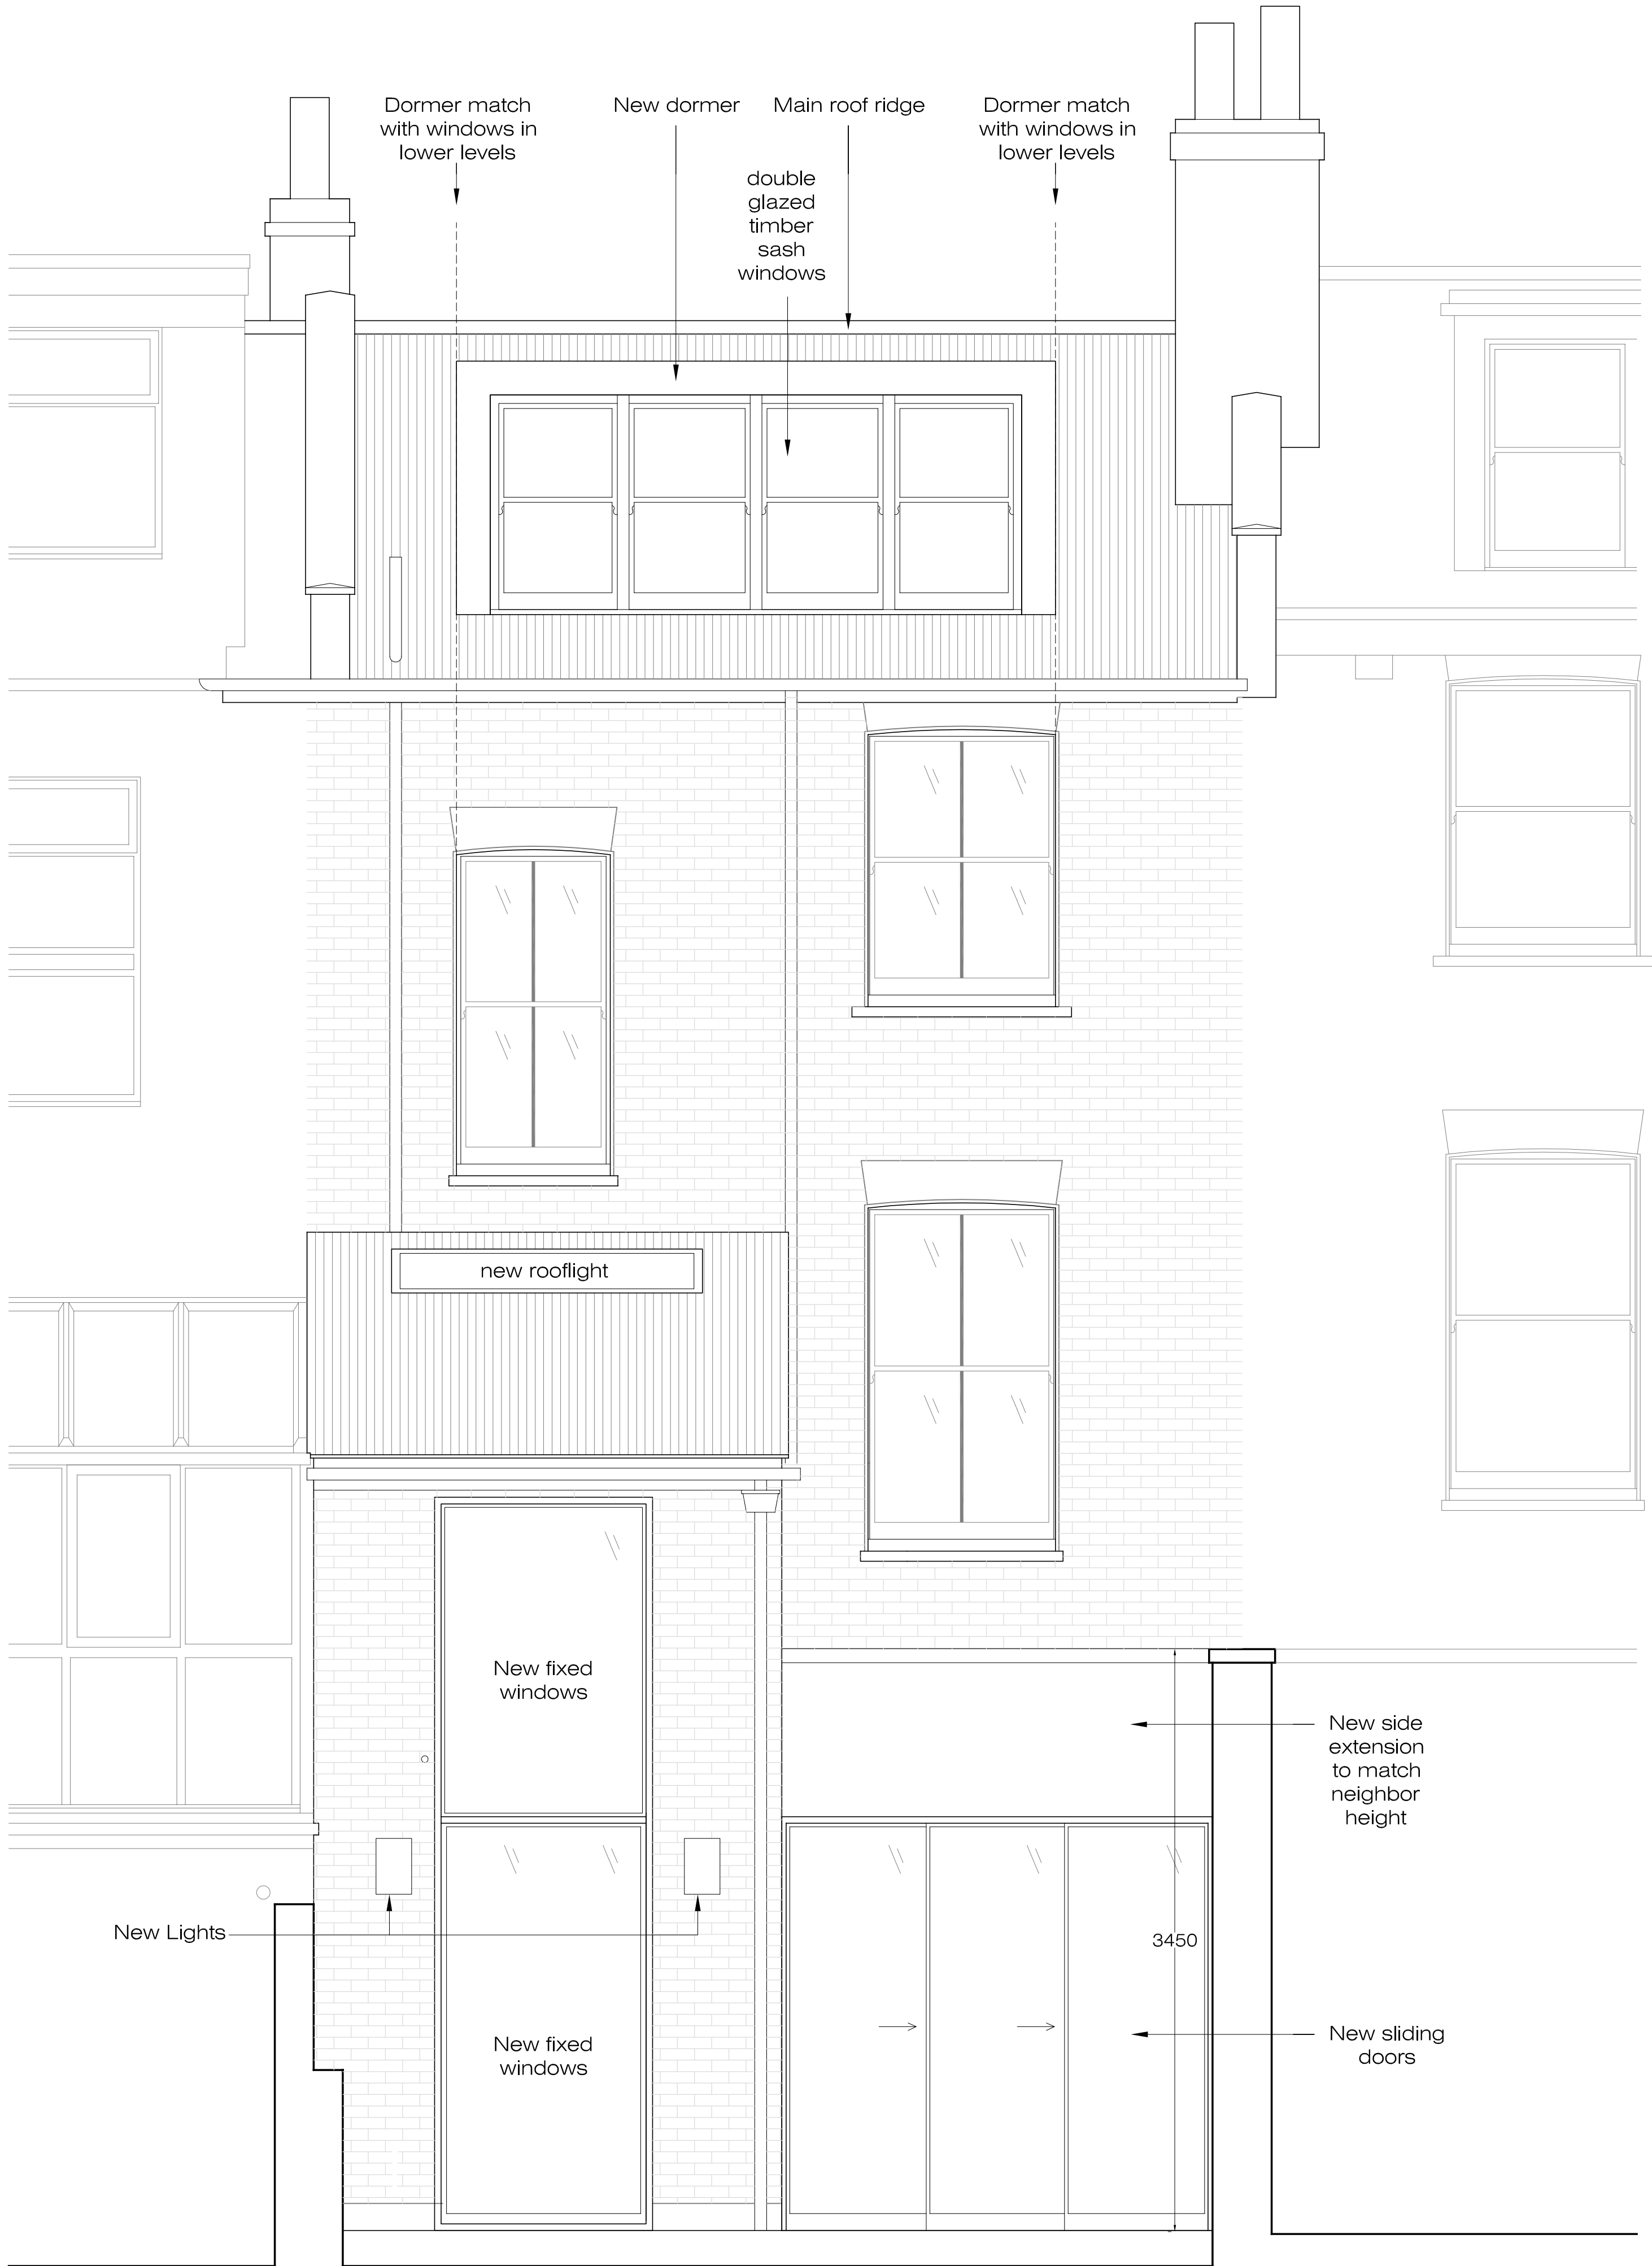 Dormer match
with windows in
lower levels
New dormer
Main roof ridge
Dormer match
with windows in
lower levels
double
glazed
timber
sash
windows
new rooflight
New fixed
windows
New side
extension
to match
neighbor
height
New Lights
3450
New fixed
windows
New sliding
doors